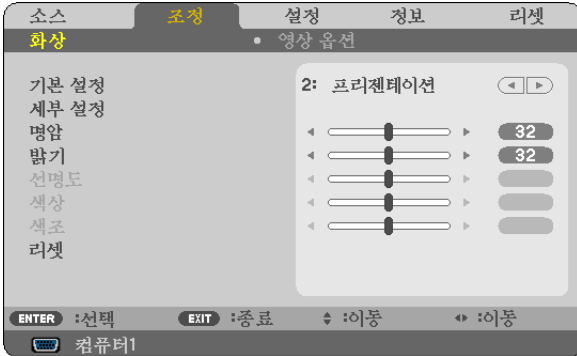 소스 조정 설정 정보 리셋
화상 • 영상 옵션
기본 설정 2: 프리젠테이션
세부 설정
명암 32
밝기 32
선명도
색상
색조
리셋
ENTER :선택 EXIT :종료 :이동 :이동
컴퓨터1